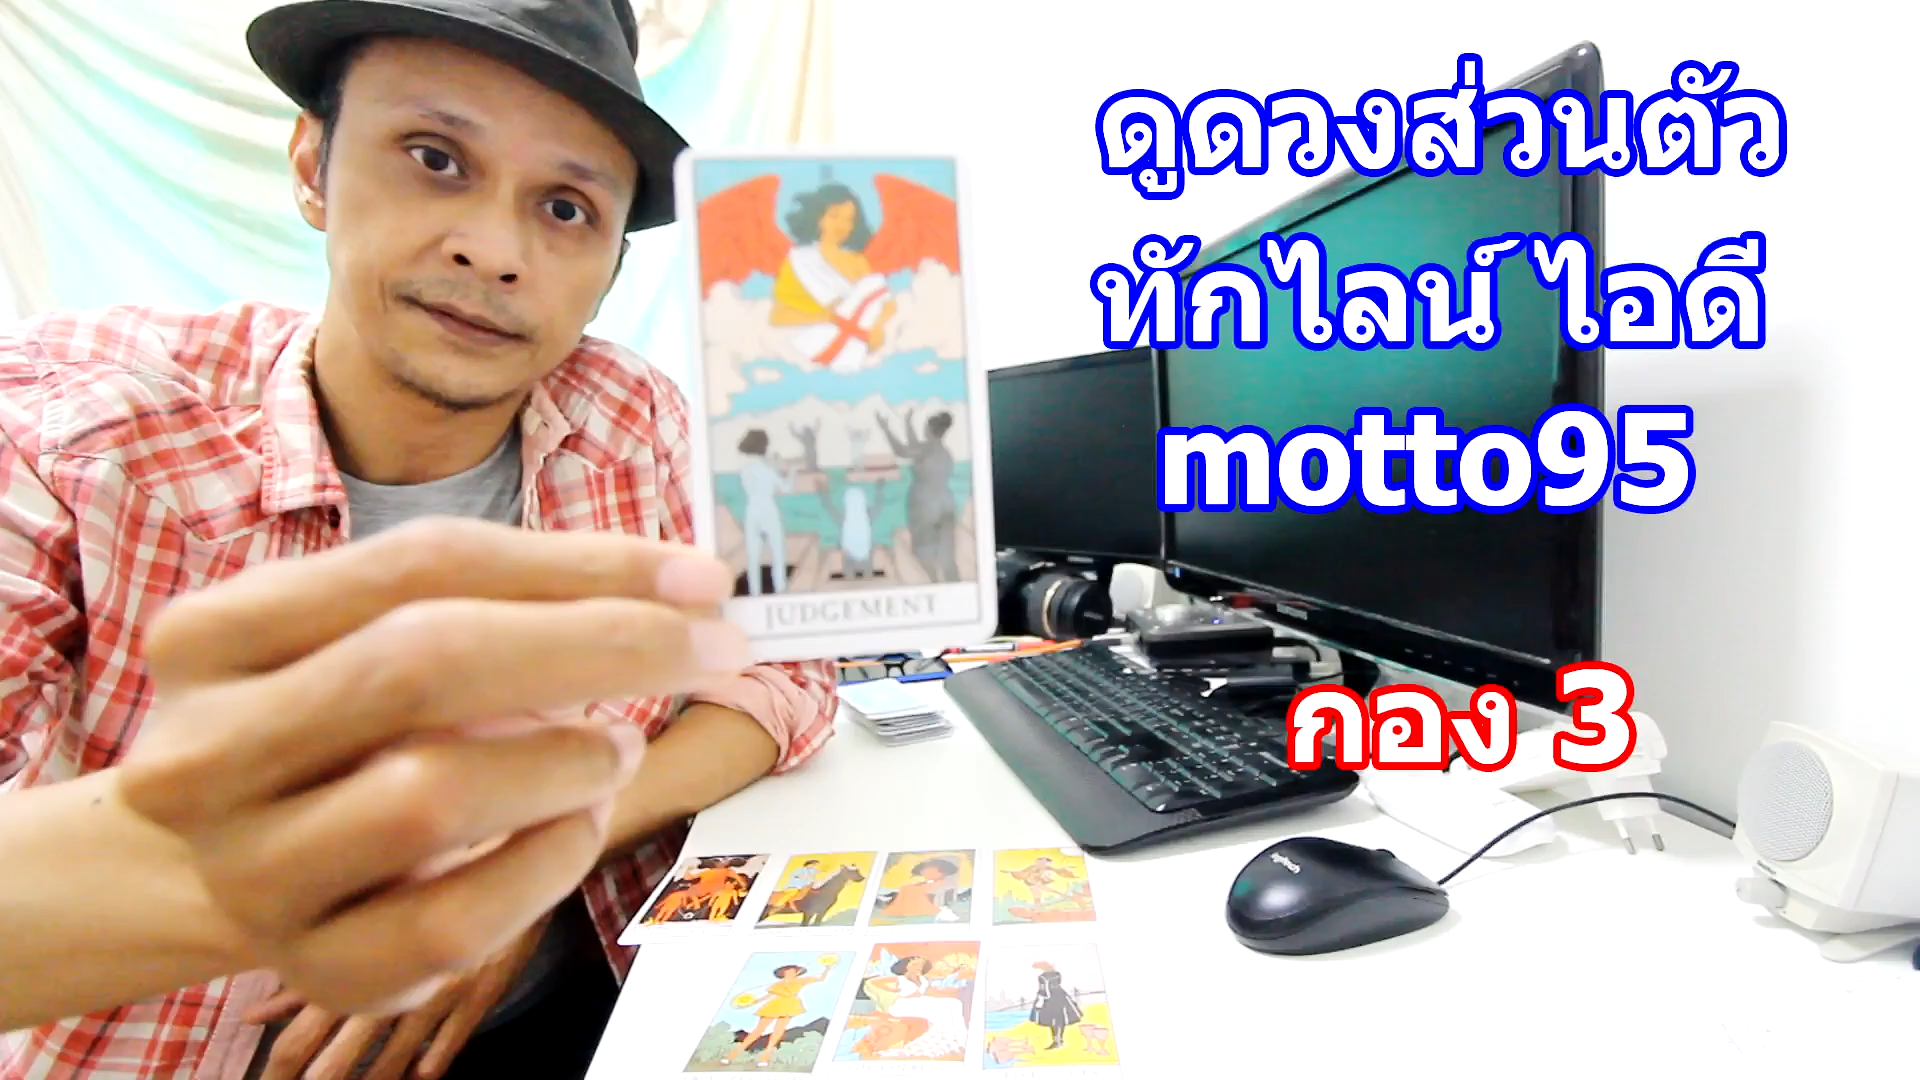 ดูดวงส่วนตัว
ทักไลน์ ไอดี
motto95
JUDGEMENT
กอง 3
logitech